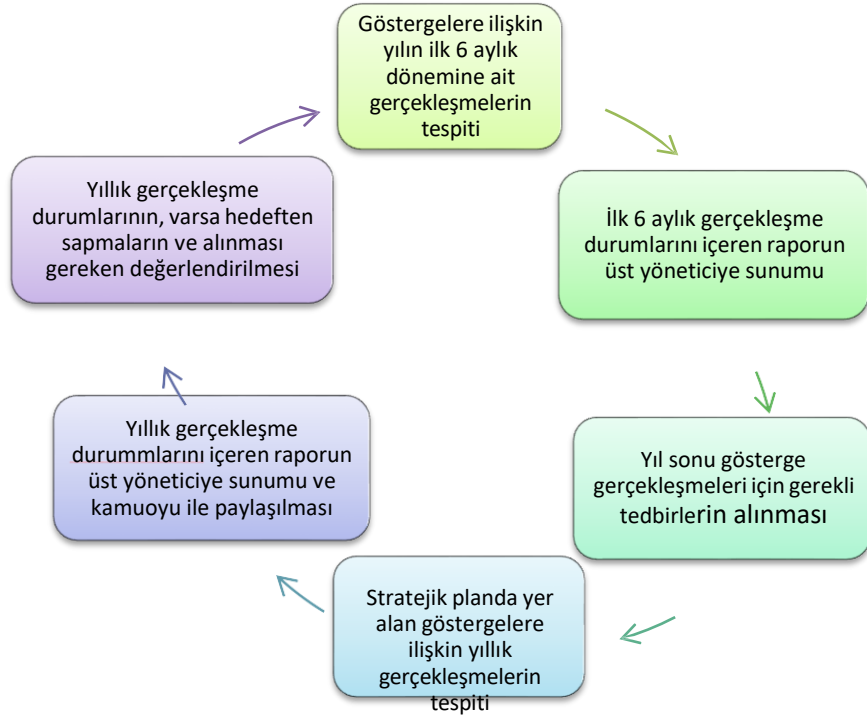 Göstergelere ilişkin
yılın ilk 6 aylık
dönemine ait
gerçekleşmelerin
tespiti
İlk 6 aylık gerçekleşme
durumlarını içeren raporun
üst yöneticiye sunumu
Yıl sonu gösterge
gerçekleşmeleri için gerekli
tedbirlerin alınması
Stratejik planda yer
alan göstergelere
ilişkin yıllık
gerçekleşmelerin
tespiti
Yıllık gerçekleşme
durummlarını içeren raporun
üst yöneticiye sunumu ve
kamuoyu ile paylaşılması
Yıllık gerçekleşme
durumlarının, varsa hedeften
sapmaların ve alınması
gereken değerlendirilmesi